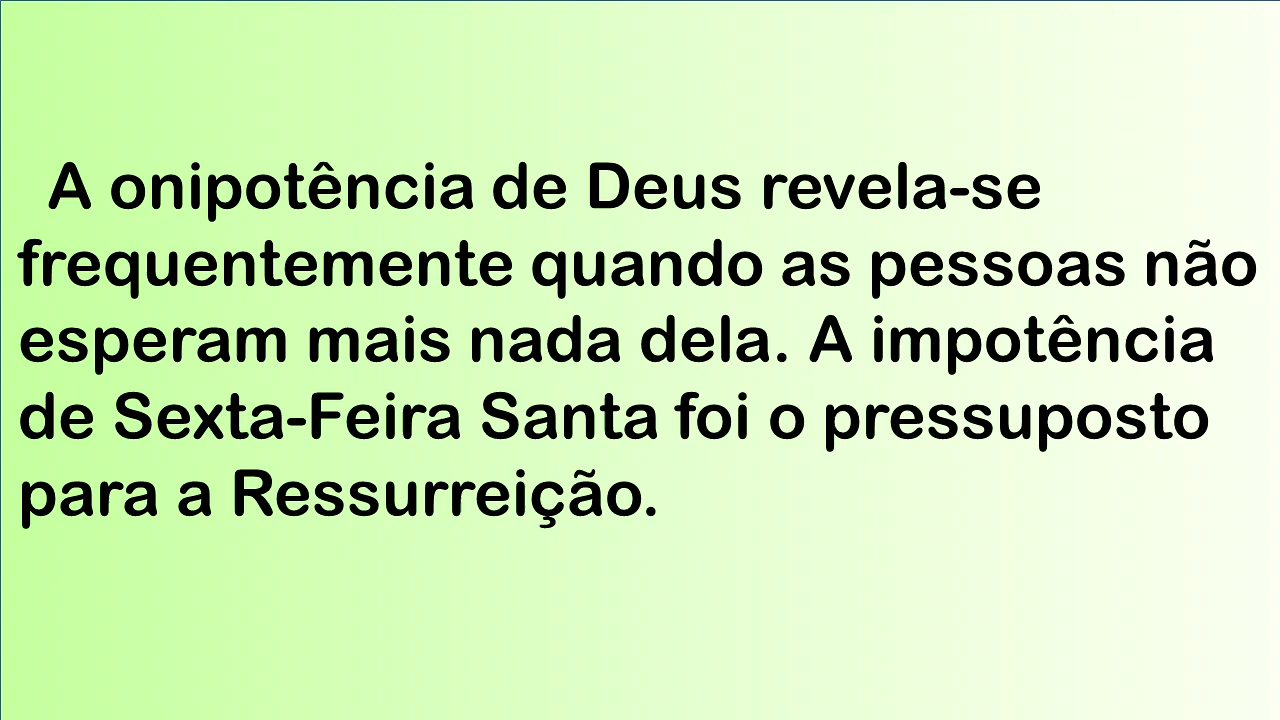 A onipotência de Deus revela-se
frequentemente quando as pessoas não
esperam mais nada dela. A impotência
de Sexta-Feira Santa foi o pressuposto
para a Ressurreição.